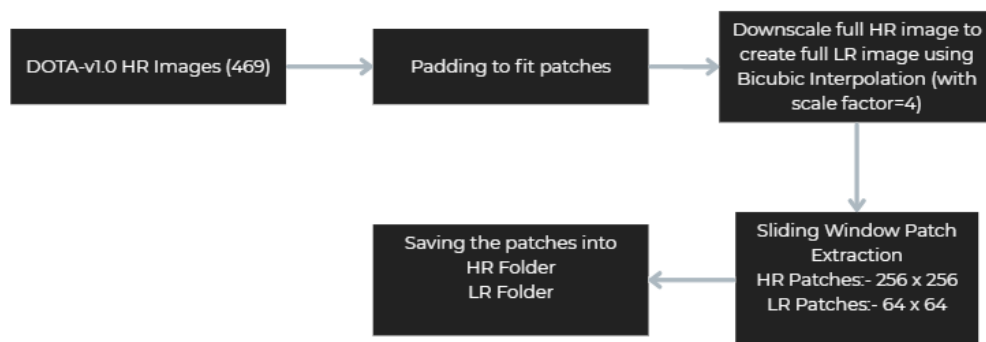 DOTA-v1.0 HR Images (469)
Padding to fit patches
Downscale full HR image to
create full LR image using
Bicubic Interpolation (with
scale factor=4)
Sliding Window Patch
Extraction
HR Patches:- 256 x 256
LR Patches:- 64 x 64
Saving the patches into
HR Folder
LR Folder